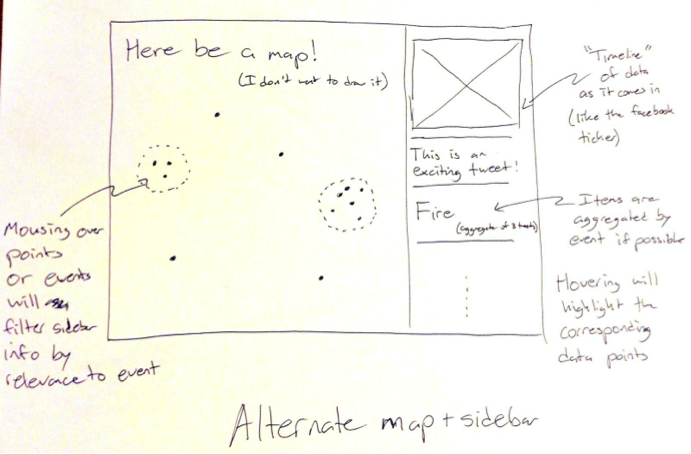 Here be a map!
(I don't want to draw it)
This is an
exciting tweet!
Fire
(aggregate of 3 tweets)
"Timeline"
of data
as it comes in
(like the facebook
ticker)
Items are
aggregated by
event if possible
Hovering will
highlight the
corresponding
data points
Mousing over
points
or events
will
filter sidebar
info by
relevance to event
Alternate map + sidebar